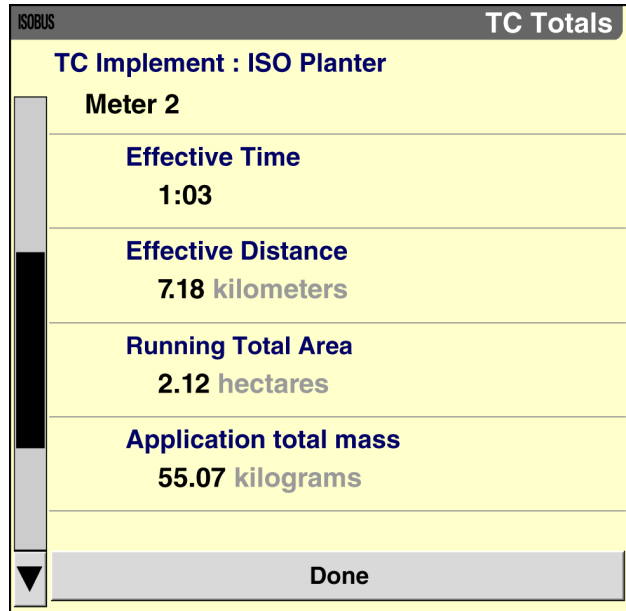 ISOBUS
TC Totals
TC Implement : ISO Planter
Meter 2
Effective Time
1:03
Effective Distance
7.18 kilometers
Running Total Area
2.12 hectares
Application total mass
55.07 kilograms
Done